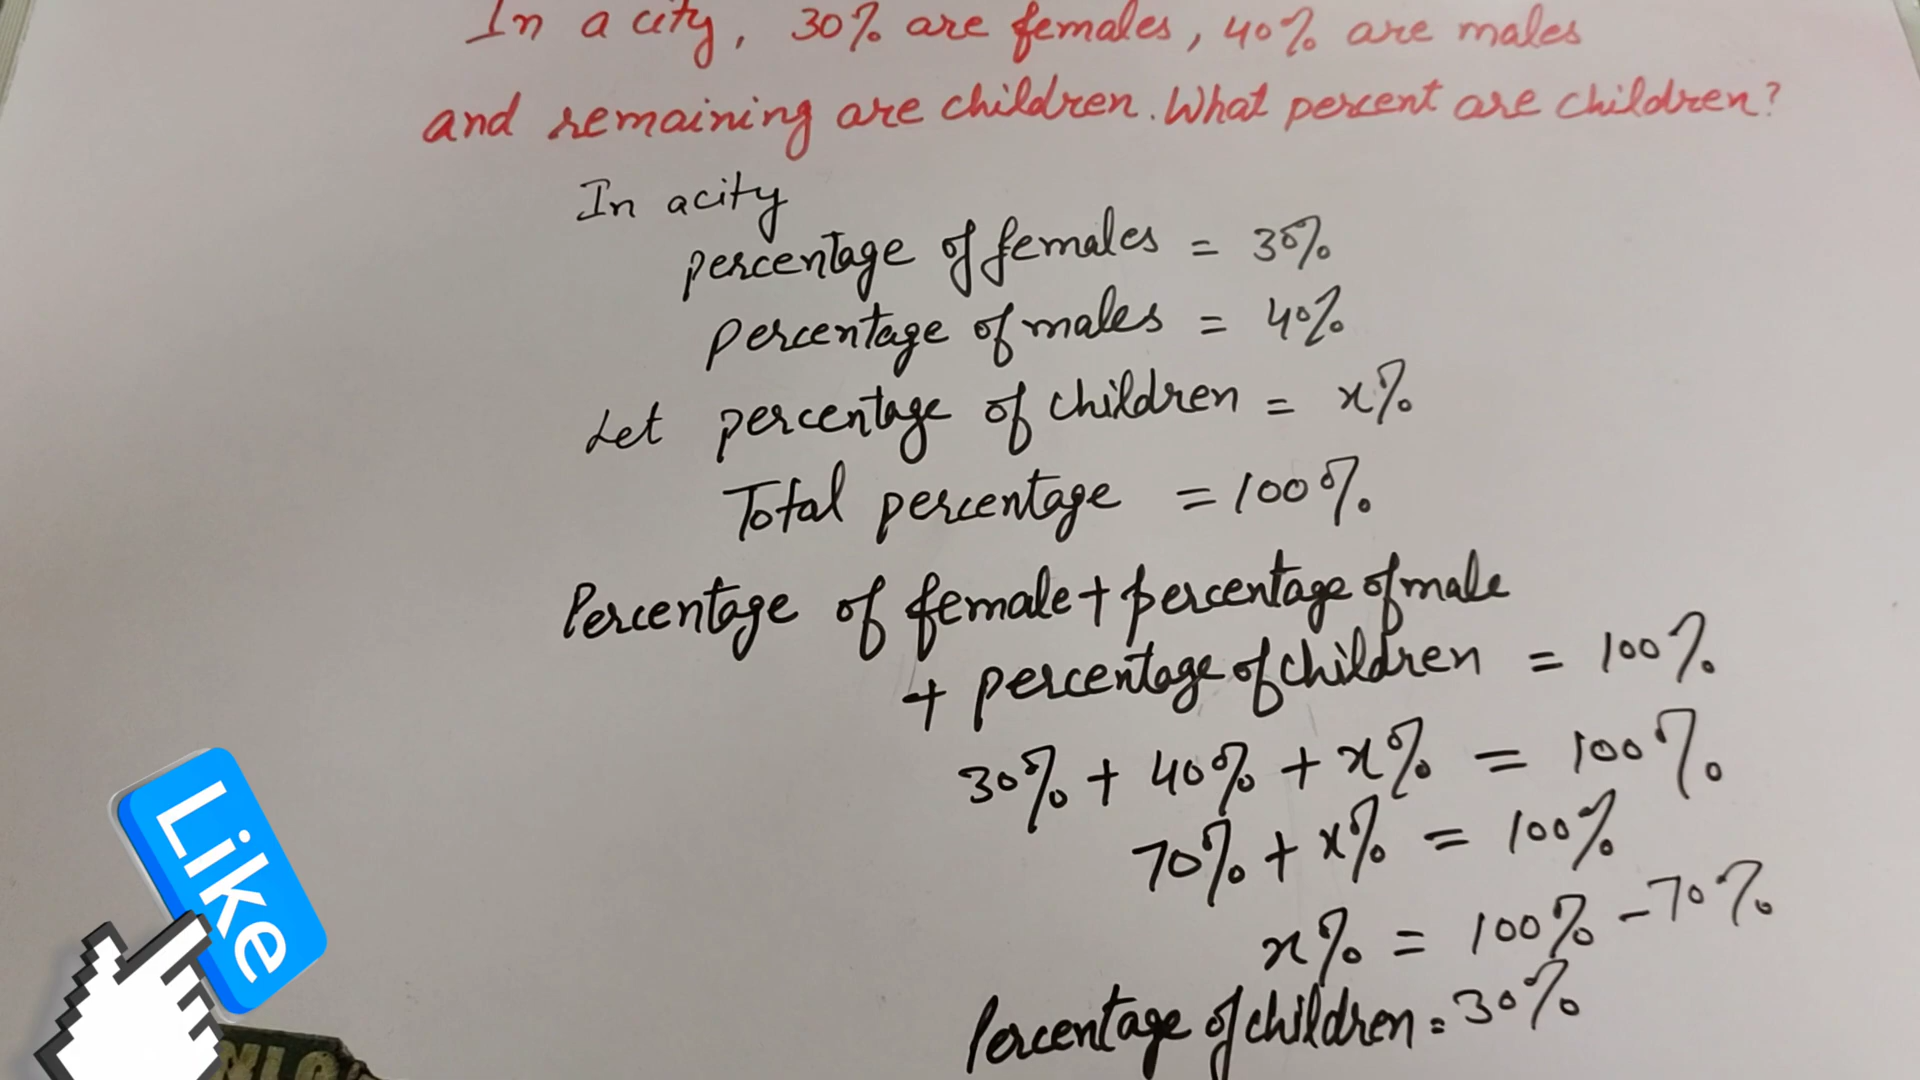 In a city, 30% are females, 40% are males
and remaining are children. What percent are children?
In a city
percentage of females = 30%
percentage of males = 40%
Let percentage of children = x%
Total percentage = 100%
Percentage of female + percentage of male
+ percentage of children = 100%
30% + 40% + x% = 100%
70% + x% = 100%
x% = 100% - 70%
Percentage of children = 30%
Like